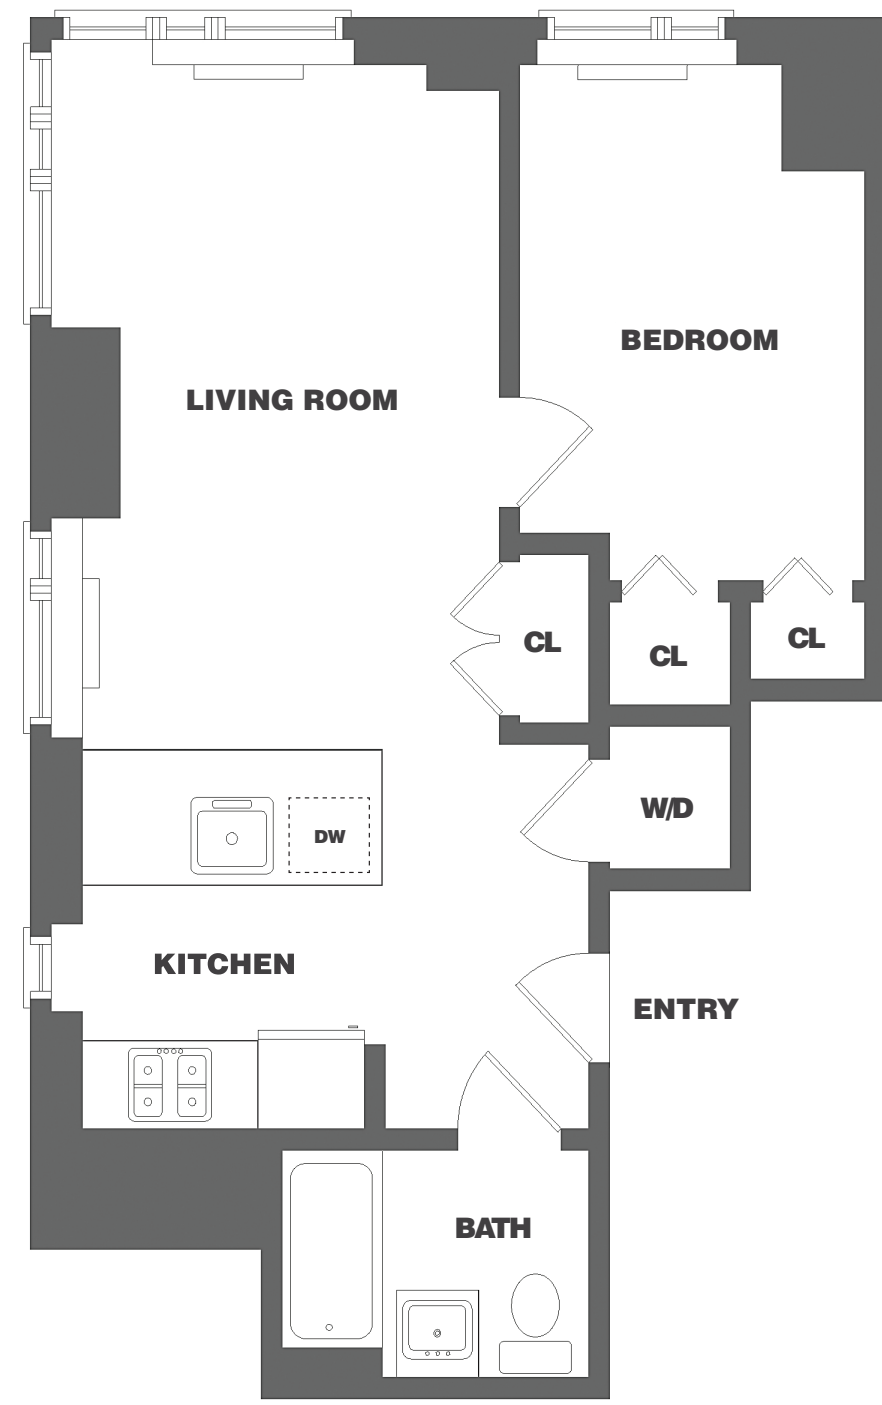 BEDROOM
LIVING ROOM
CL
CL
CL
W/D
DW
KITCHEN
ENTRY
BATH